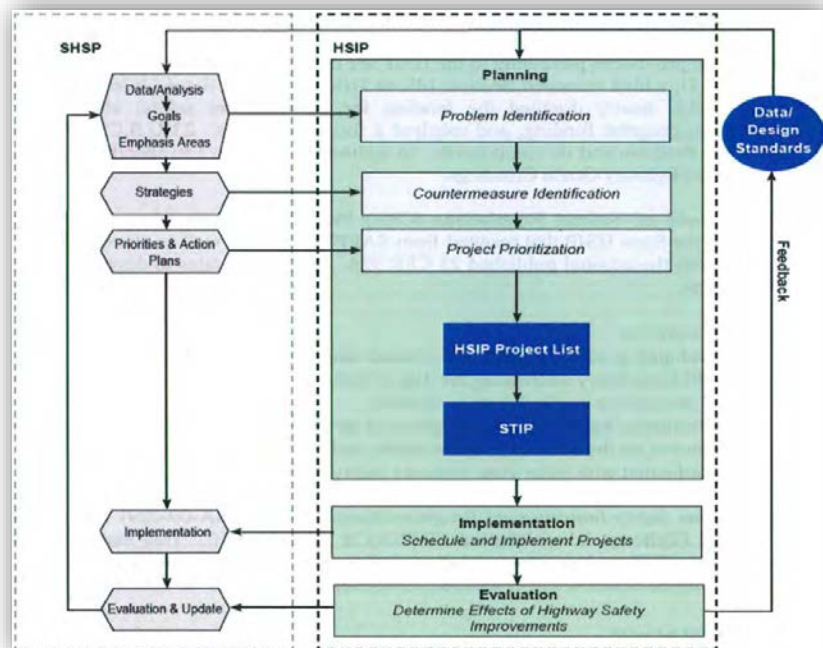 SHSP
HSIP
Data/Analysis
Goals
Emphasis Areas
Strategies
Priorities & Action
Plans
Implementation
Evaluation & Update
Planning
Problem Identification
Countermeasure Identification
Project Prioritization
HSIP Project List
STIP
Implementation
Schedule and Implement Projects
Evaluation
Determine Effects of Highway Safety
Improvements
Data/
Design
Standards
Feedback